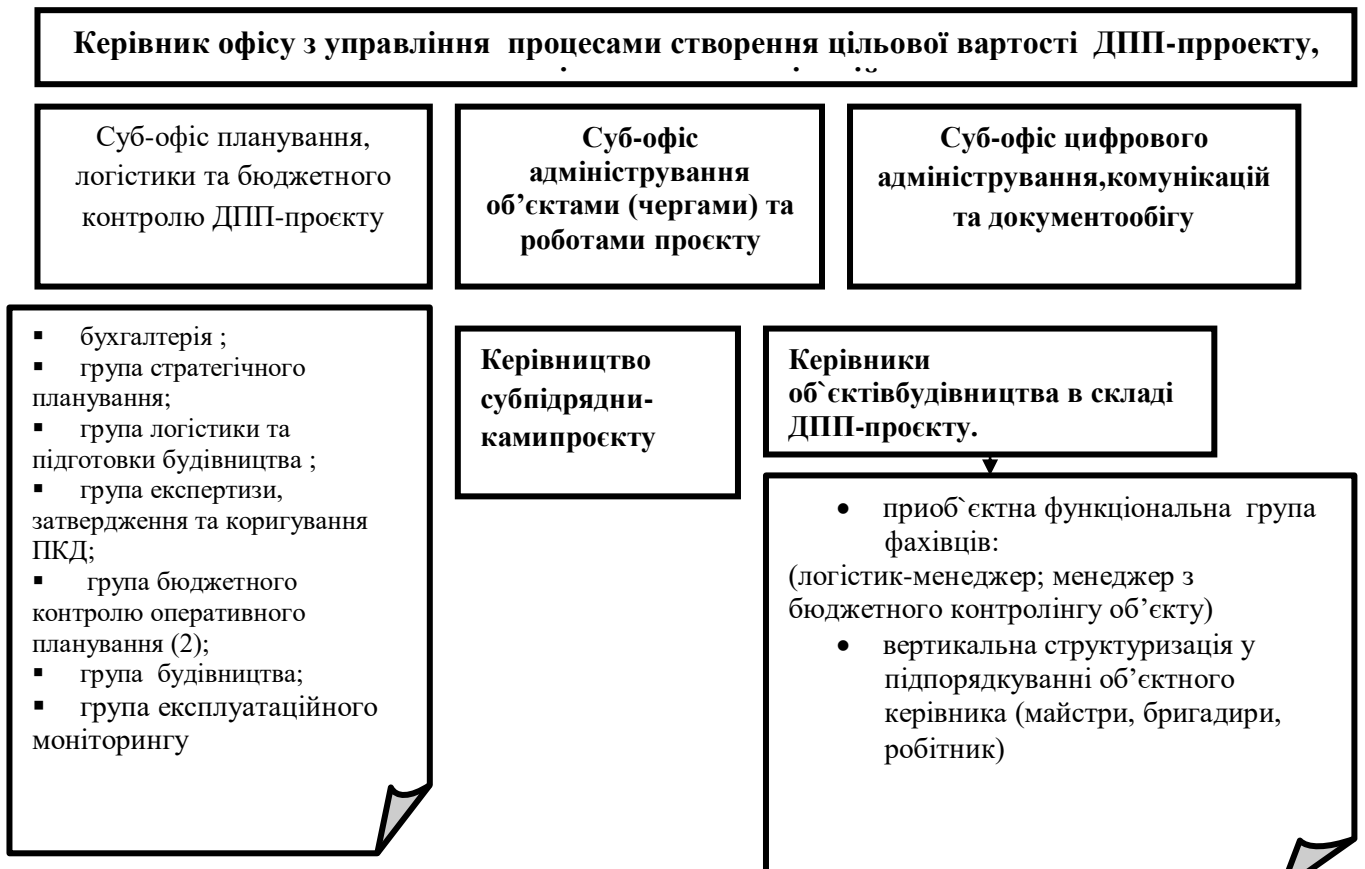 Керівник офісу з управління процесами створення цільової вартості ДПП-прроекту,
Суб-офіс планування,
логістики та бюджетного
контролю ДПП-проєкту
Суб-офіс
адміністрування
об’єктами (чергами) та
роботами проєкту
Суб-офіс цифрового
адміністрування,комунікацій
та документообігу
▪ бухгалтерія ;
▪ група стратегічного
планування;
▪ група логістики та
підготовки будівництва ;
▪ група експертизи,
затвердження та коригування
ПКД;
▪ група бюджетного
контролю оперативного
планування (2);
▪ група будівництва;
▪ група експлуатаційного
моніторингу
Керівництво
субпідрядни-
камипроєкту
Керівники
об`єктівбудівництва в складі
ДПП-проєкту.
• приоб`єктна функціональна група
фахівців:
(логістик-менеджер; менеджер з
бюджетного контролінгу об’єкту)
• вертикальна структуризація у
підпорядкуванні об’єктного
керівника (майстри, бригадири,
робітник)